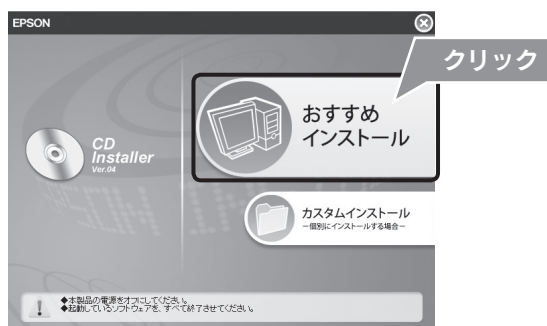 EPSON
クリック
おすすめ
インストール
CD
Installer
Ver.04
カスタムインストール
－個別にインストールする場合－
◆本製品の電源をオフにしてください。
◆起動しているソフトウェアを、すべて終了させてください。